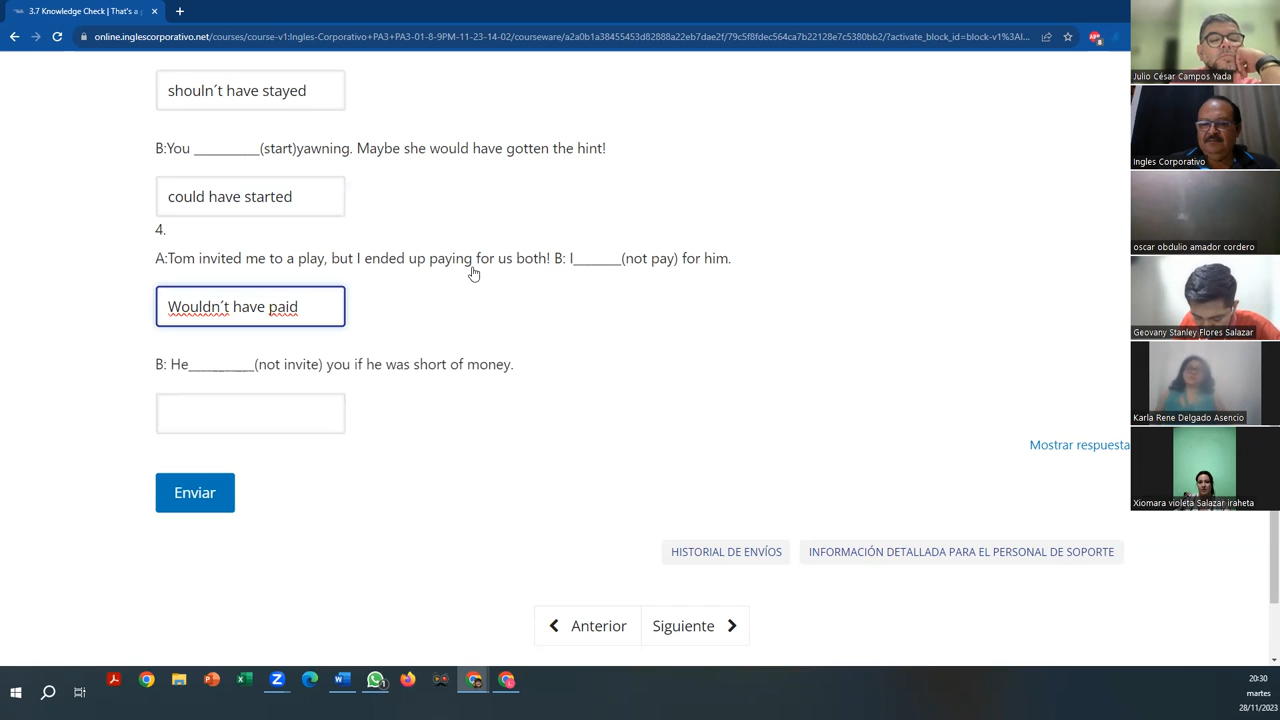 3.7 Knowledge Check | That's a
online.inglescorporativo.net/courses/course-v1:Ingles-Corporativo+PA3+PA3-01-8-9PM-11-23-14-02/courseware/a2a0b1a38455453d82888a22eb7dae2f/79c5f8fdec564ca7b22128e7c5380bb2/?activate_block_id=block-v1%3AI...
shouln´t have stayed
B:You __________(start)yawning. Maybe she would have gotten the hint!
could have started
4.
A:Tom invited me to a play, but I ended up paying for us both! B: I_______(not pay) for him.
Wouldn´t have paid
B: He__________(not invite) you if he was short of money.
Mostrar respuesta
Enviar
HISTORIAL DE ENVÍOS
INFORMACIÓN DETALLADA PARA EL PERSONAL DE SOPORTE
Anterior
Siguiente
Julio César Campos Yada
Ingles Corporativo
oscar obdulio amador cordero
Geovany Stanley Flores Salazar
Karla Rene Delgado Asencio
Xiomara violeta Salazar iraheta
20:30
martes
28/11/2023